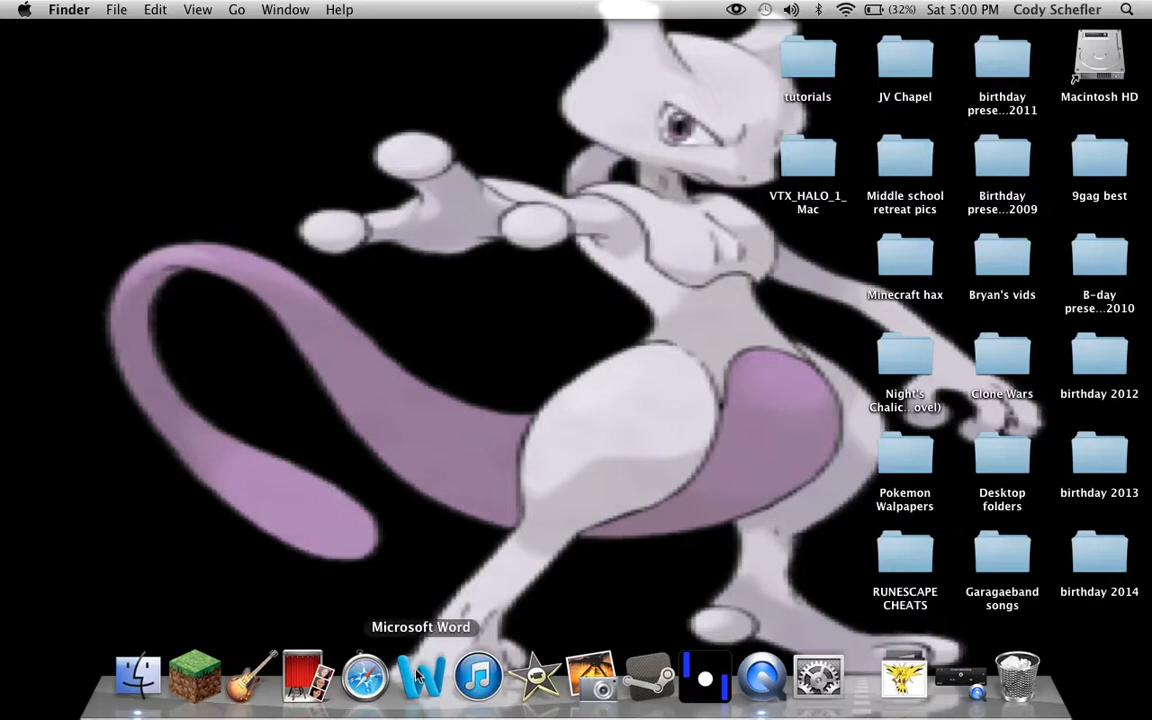 Finder File Edit View Go Window Help (32%) Sat 5:00 PM Cody Schefler
tutorials
JV Chapel
birthday
prese...2011
Macintosh HD
VTX_HALO_1_
Mac
Middle school
retreat pics
Birthday
prese...2009
9gag best
Minecraft hax
Bryan's vids
B-day
prese...2010
Night's
Chalic...ovel)
Clone Wars
birthday 2012
Pokemon
Walpapers
Desktop
folders
birthday 2013
RUNESCAPE
CHEATS
Garagaeband
songs
birthday 2014
Microsoft Word
W